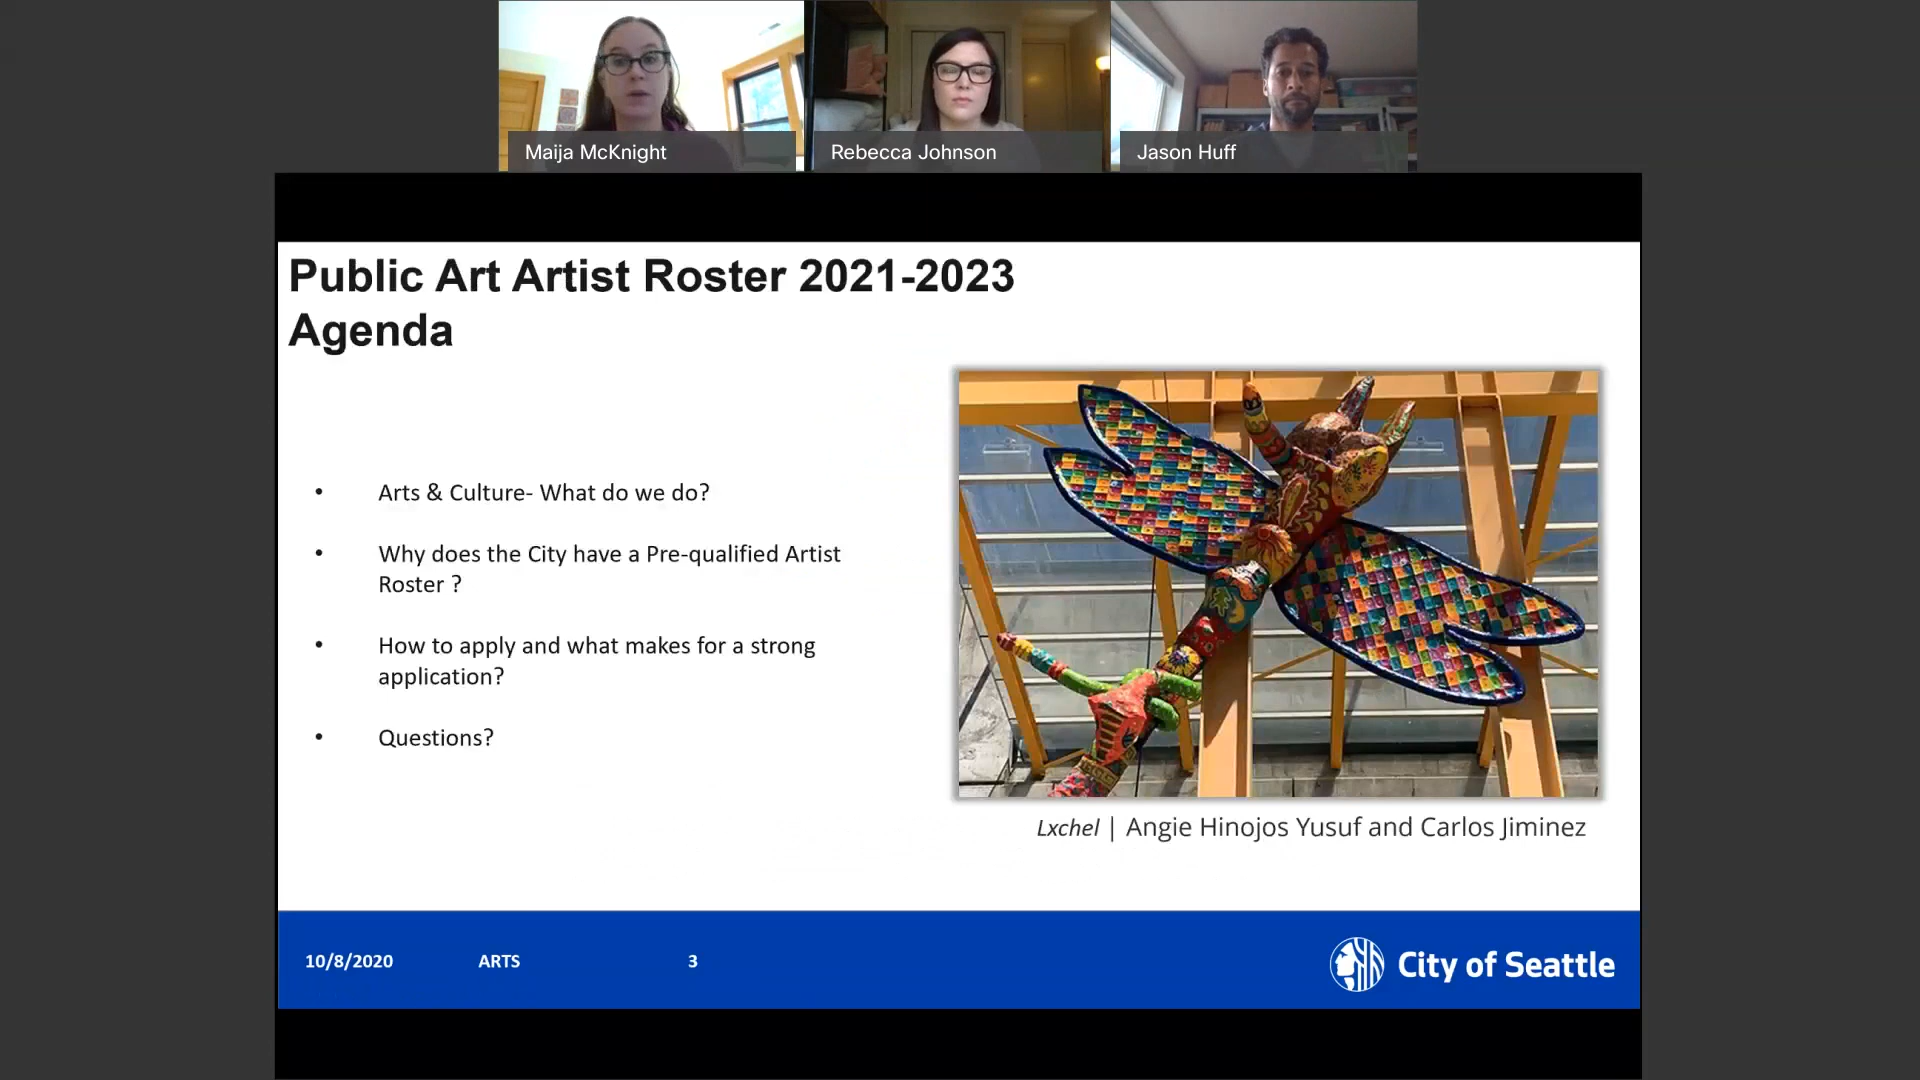 Maija McKnight
Rebecca Johnson
Jason Huff
Public Art Artist Roster 2021-2023
Agenda
• Arts & Culture- What do we do?
• Why does the City have a Pre-qualified Artist
Roster ?
• How to apply and what makes for a strong
application?
• Questions?
Lxchel | Angie Hinojos Yusuf and Carlos Jiminez
10/8/2020 ARTS 3
City of Seattle